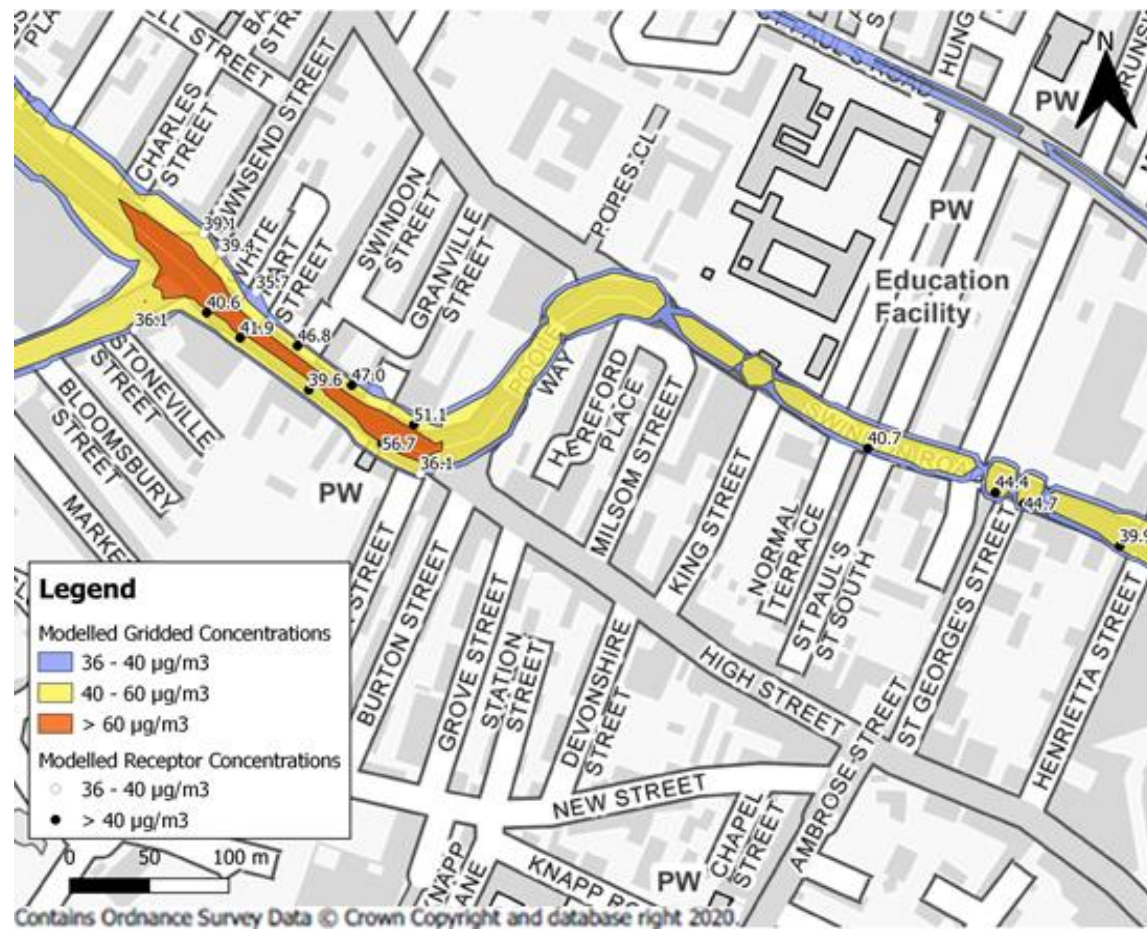 ST PAUL'S ROAD
N
PW
CHARLES
STREET
TOWNSEND STREET
WHITE
HART
STREET
SWINDON
STREET
GRANVILLE
STREET
POPES CL
PW
Education
Facility
39.1
39.4
35.7
40.6
36.1
41.9
46.8
39.6
47.0
51.1
56.7
36.1
40.7
44.4
44.7
39.9
POOLE
WAY
SWINDON ROAD
STONEVILLE
STREET
BLOOMSBURY
STREET
HEREFORD
PLACE
MILSOM STREET
KING STREET
NORMAL
TERRACE
ST PAUL'S
ST SOUTH
ST GEORGE'S STREET
HENRIETTA STREET
PW
STREET
BURTON STREET
GROVE STREET
STATION
STREET
DEVONSHIRE
STREET
HIGH STREET
AMBROSE STREET
NEW STREET
CHAPEL
STREET
KNAPP
LANE
KNAPP
PW
Legend
Modelled Gridded Concentrations
36 - 40 µg/m3
40 - 60 µg/m3
> 60 µg/m3
Modelled Receptor Concentrations
36 - 40 µg/m3
> 40 µg/m3
0 50 100 m
Contains Ordnance Survey Data © Crown Copyright and database right 2020.